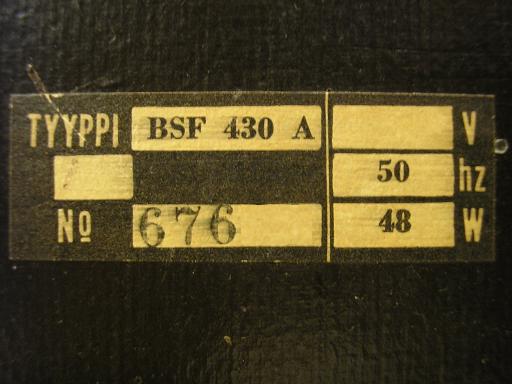 TYYPPI BSF 430 A V
50 hz
Nº 676 48 W